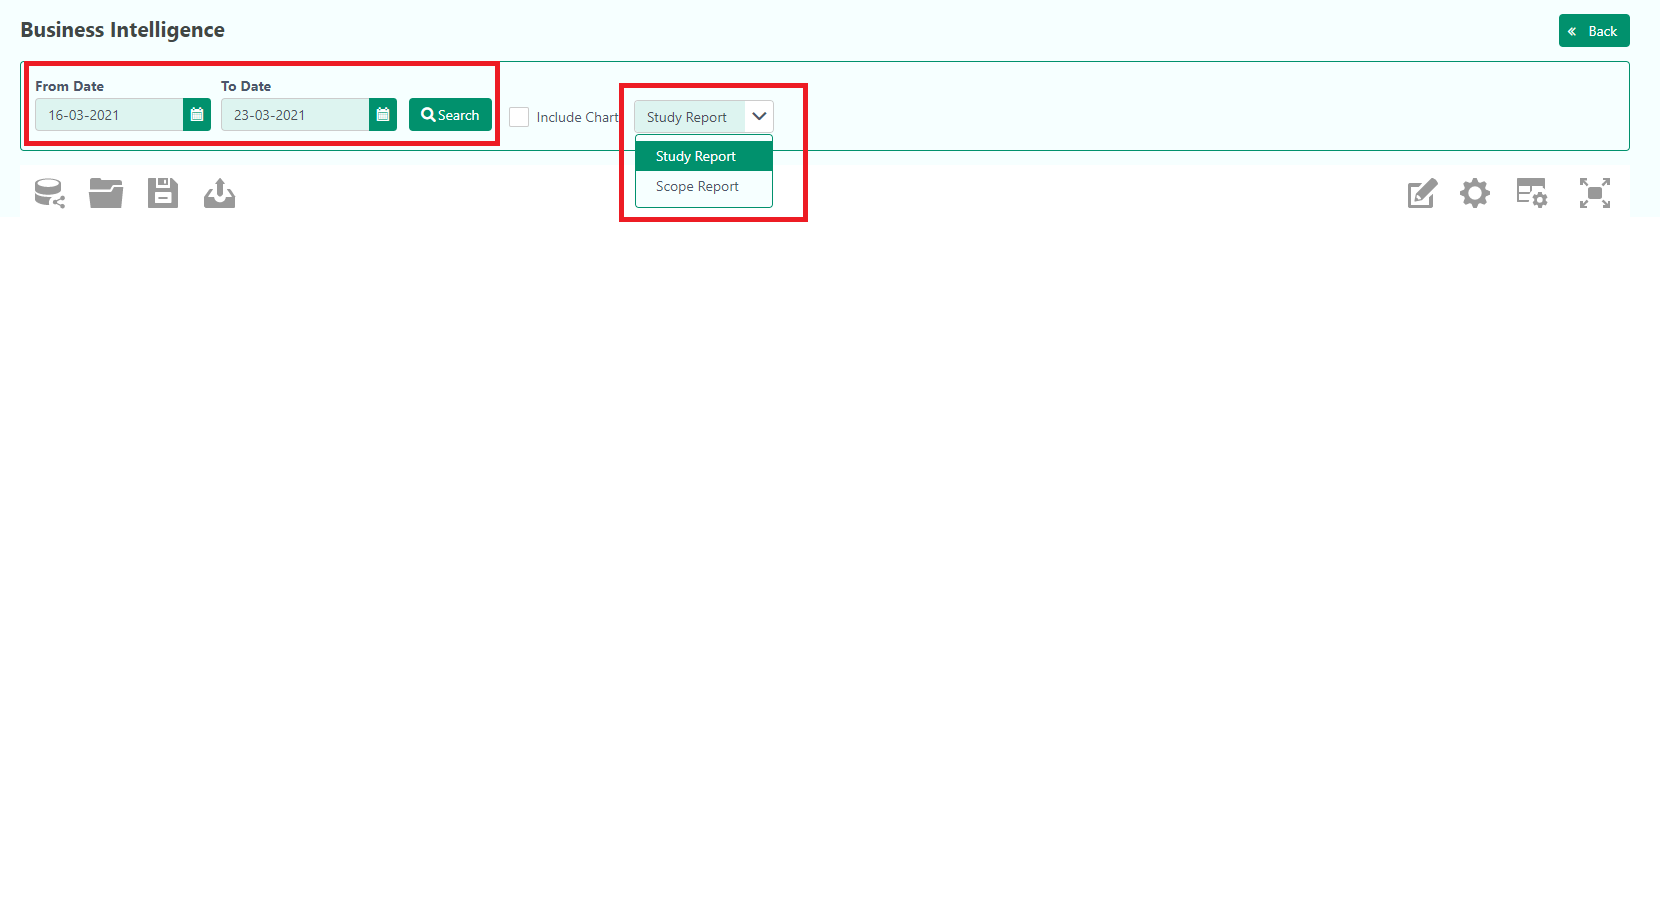 Business Intelligence
« Back
From Date
To Date
16-03-2021
23-03-2021
Search
Include Chart
Study Report
Study Report
Scope Report